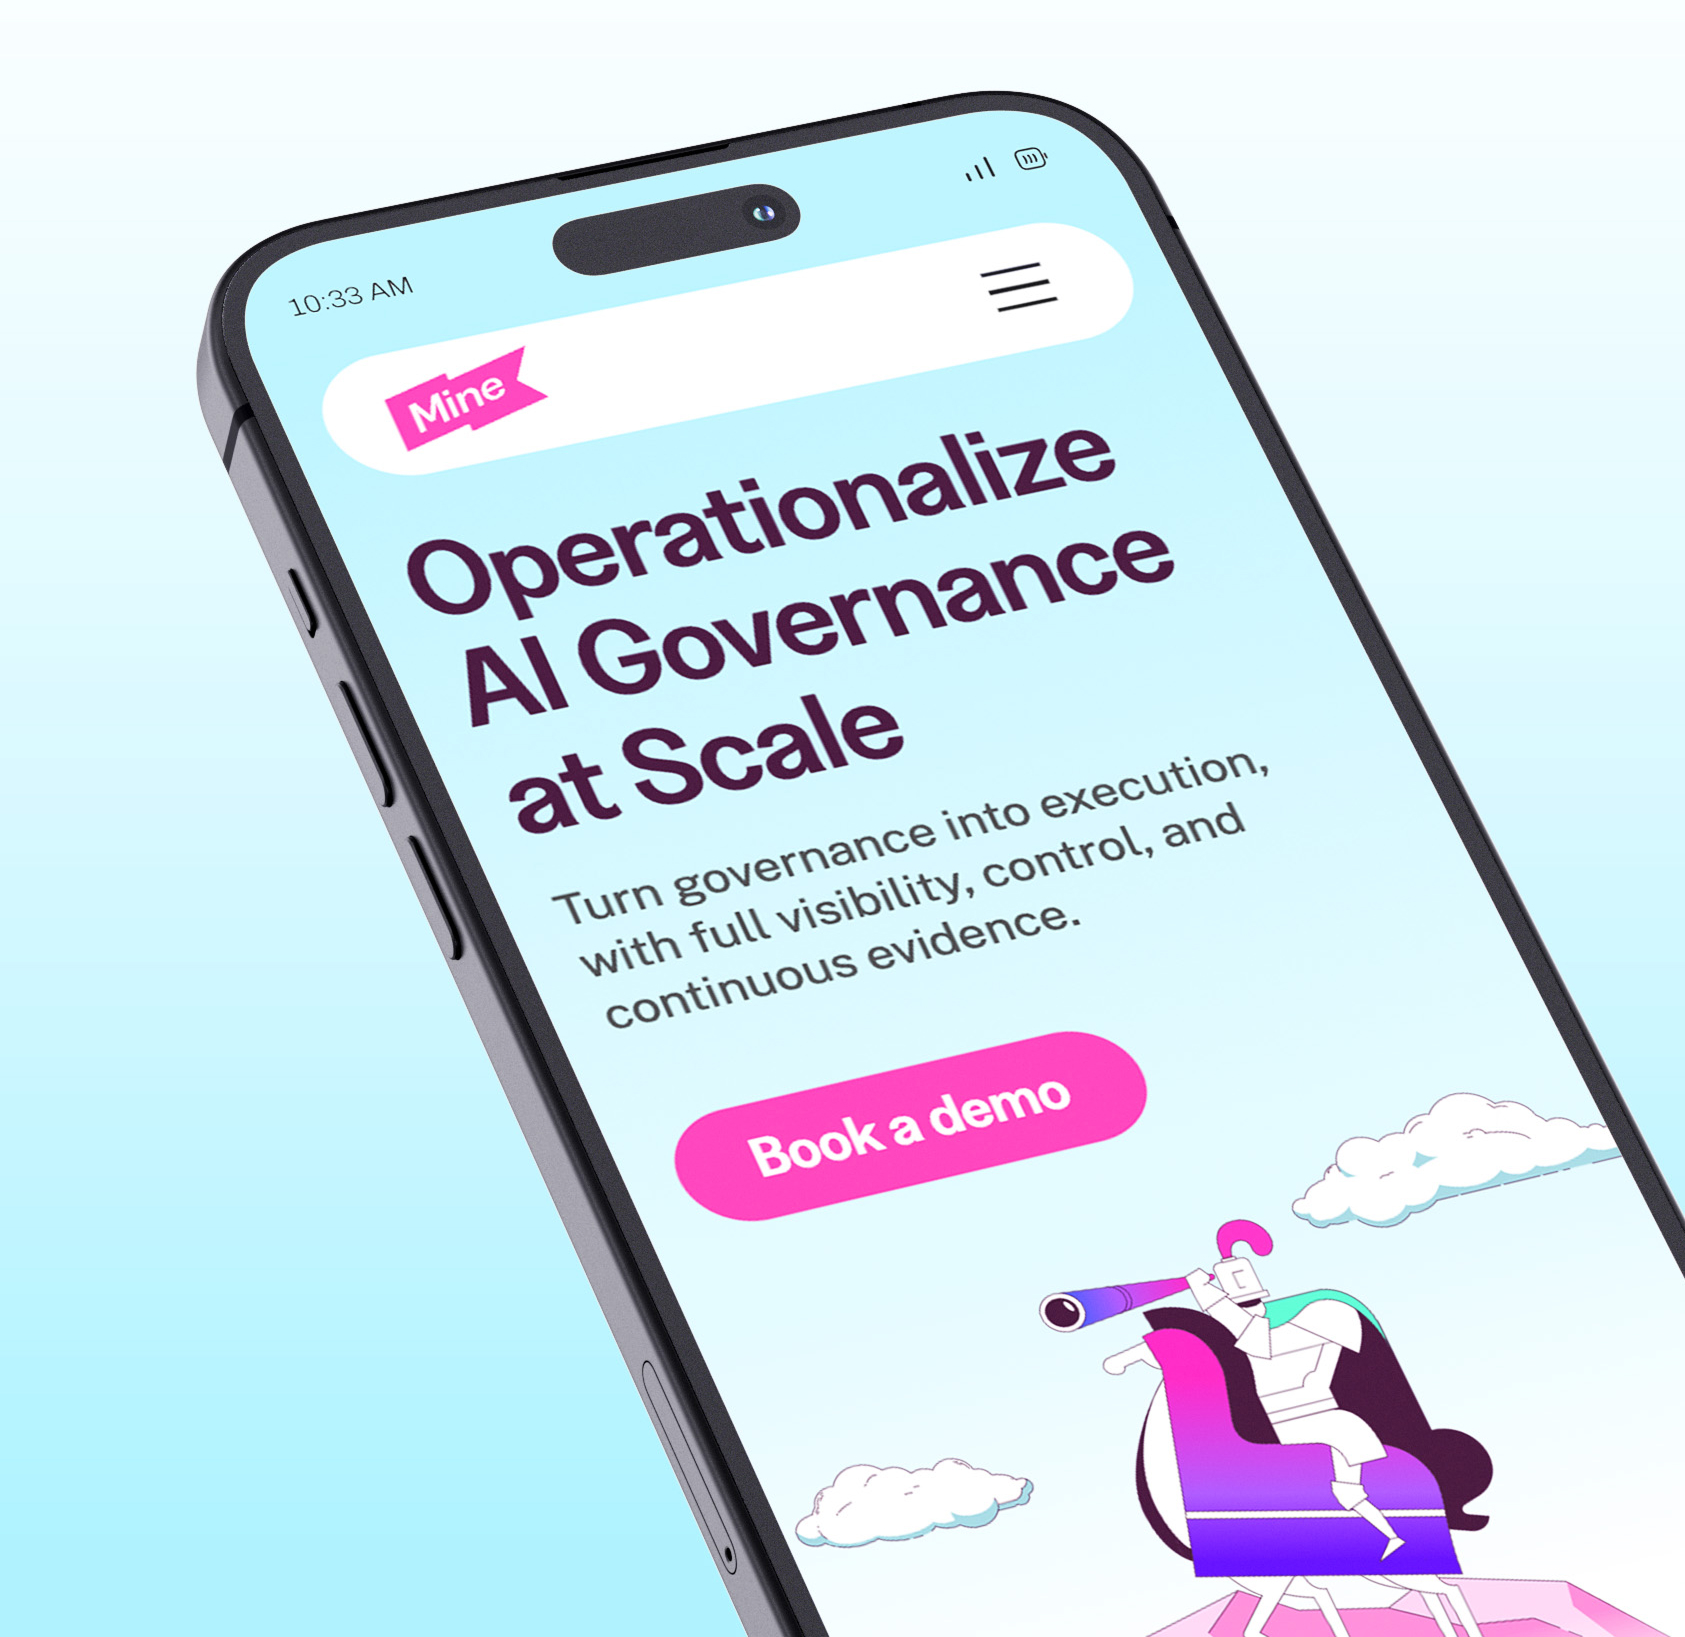 10:33 AM
Mine
Operationalize
AI Governance
at Scale
Turn governance into execution,
with full visibility, control, and
continuous evidence.
Book a demo